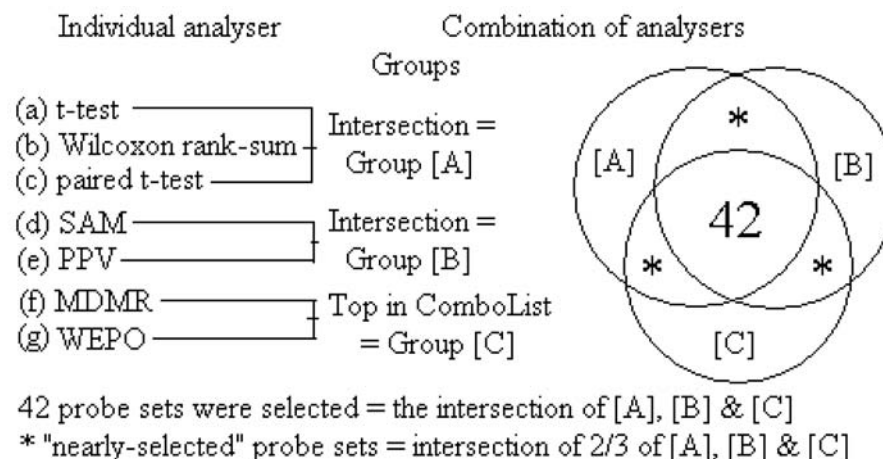 Individual analyser
Combination of analysers
Groups
(a) t-test
(b) Wilcoxon rank-sum
(c) paired t-test
Intersection =
Group [A]
(d) SAM
(e) PPV
Intersection =
Group [B]
(f) MDMR
(g) WEPO
Top in ComboList
= Group [C]
*
[A]
[B]
42
*
*
[C]
42 probe sets were selected = the intersection of [A], [B] & [C]
* "nearly-selected" probe sets = intersection of 2/3 of [A], [B] & [C]